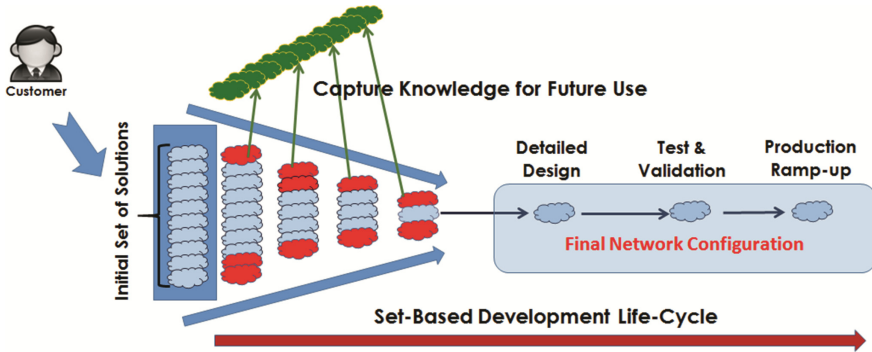 Customer
Capture Knowledge for Future Use
Initial Set of Solutions
Detailed
Design
Test &
Validation
Production
Ramp-up
Final Network Configuration
Set-Based Development Life-Cycle